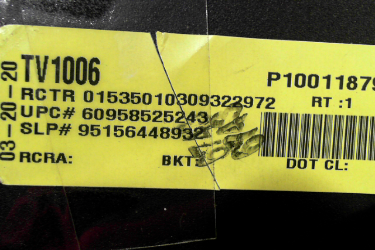 03-20-20
TV1006
P10011879
RCTR 01535010309322972
RT :1
UPC# 60958525243
SLP# 95156448932
RCRA:
BKT:
DOT CL: